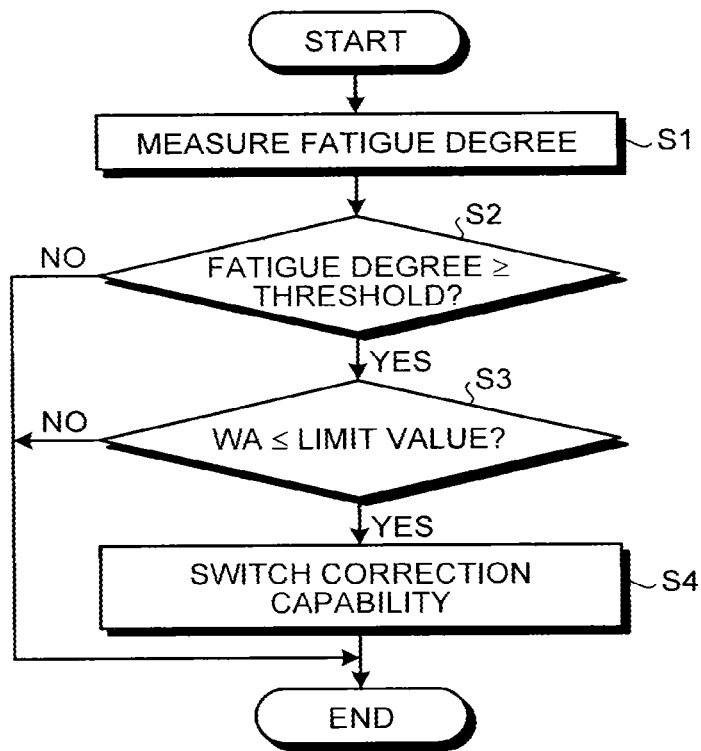 START
MEASURE FATIGUE DEGREE
S1
S2
NO
FATIGUE DEGREE ≥
THRESHOLD?
YES
S3
NO
WA ≤ LIMIT VALUE?
YES
SWITCH CORRECTION
CAPABILITY
S4
END